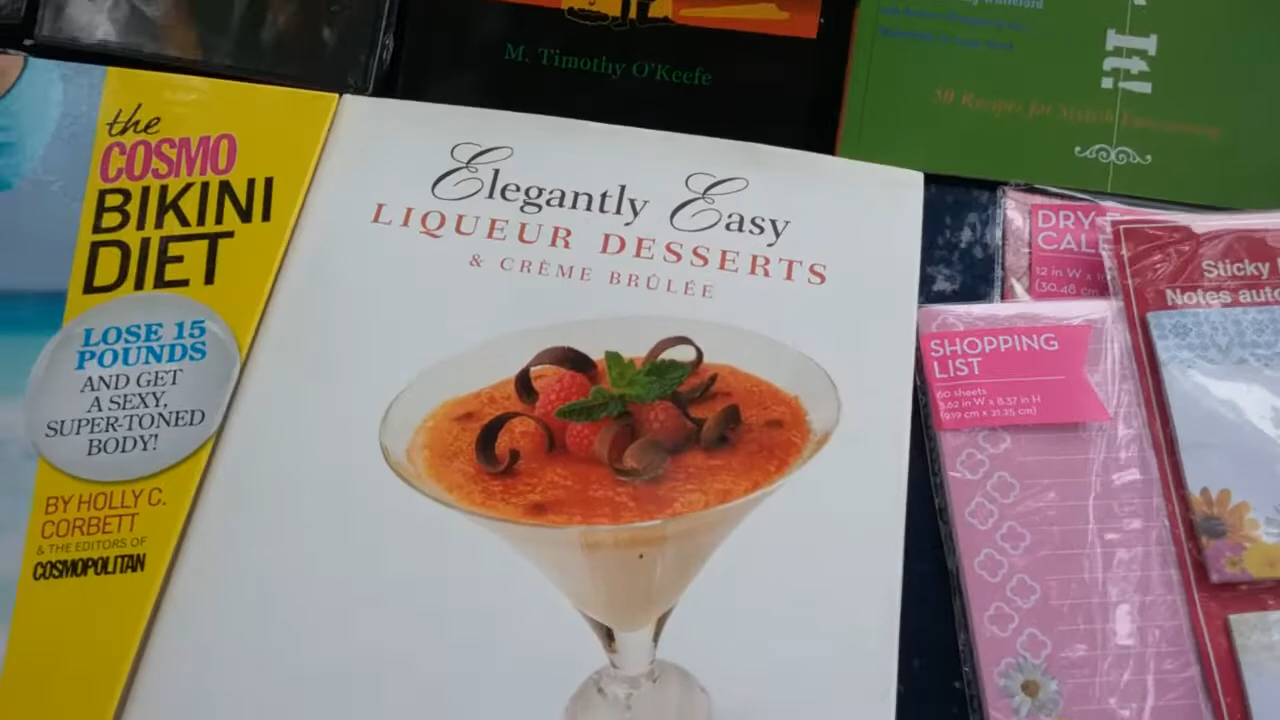 M. Timothy O'Keefe
It!
50 Recipes for Stylish Entertaining
the
COSMO
BIKINI
DIET
LOSE 15
POUNDS
AND GET
A SEXY,
SUPER-TONED
BODY!
BY HOLLY C.
CORBETT
& THE EDITORS OF
COSMOPOLITAN
Elegantly Easy
LIQUEUR DESSERTS
& CRÈME BRÛLÉE
DRY
12 in W x
(30.48 cm
SHOPPING
LIST
60 sheets
3.62 in W x 8.37 in H
(9.19 cm x 21.25 cm)
Sticky
Notes auto